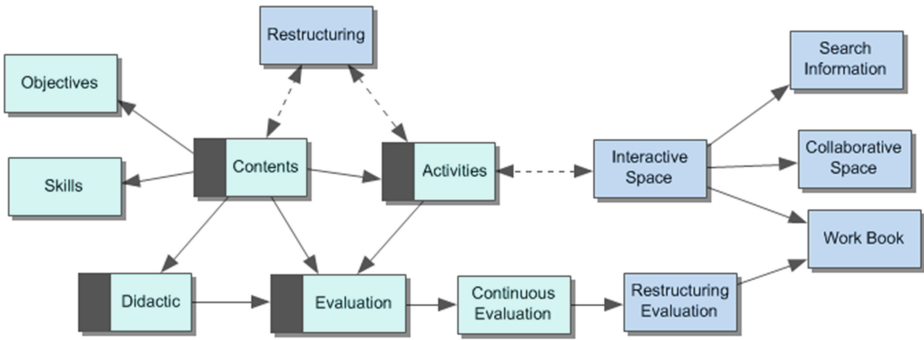 Restructuring
Search
Information
Objectives
Contents
Activities
Interactive
Space
Collaborative
Space
Skills
Work Book
Didactic
Evaluation
Continuous
Evaluation
Restructuring
Evaluation